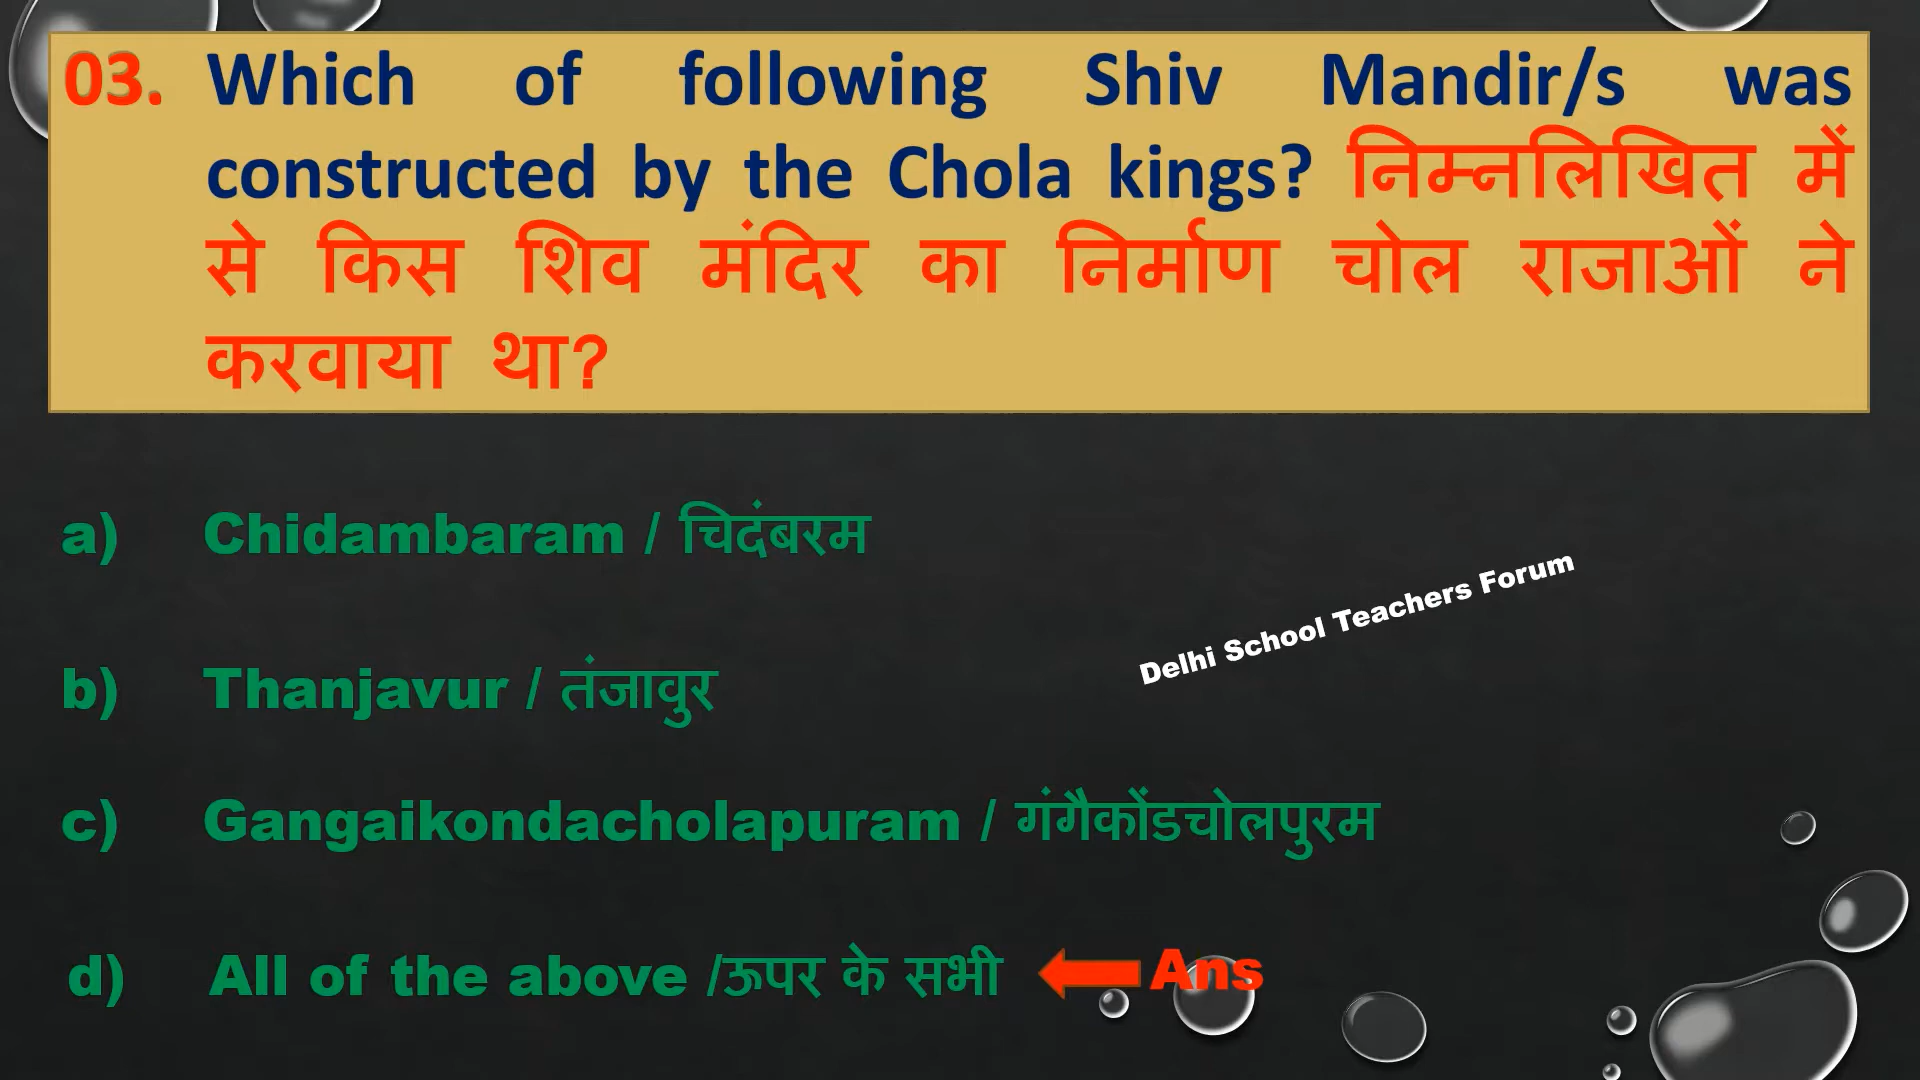 03. Which of following Shiv Mandir/s was
constructed by the Chola kings? निम्नलिखित में
से किस शिव मंदिर का निर्माण चोल राजाओं ने
करवाया था?
a) Chidambaram / चिदंबरम
Delhi School Teachers Forum
b) Thanjavur / तंजावुर
c) Gangaikondacholapuram / गंगैकोंडचोलपुरम
d) All of the above /ऊपर के सभी Ans